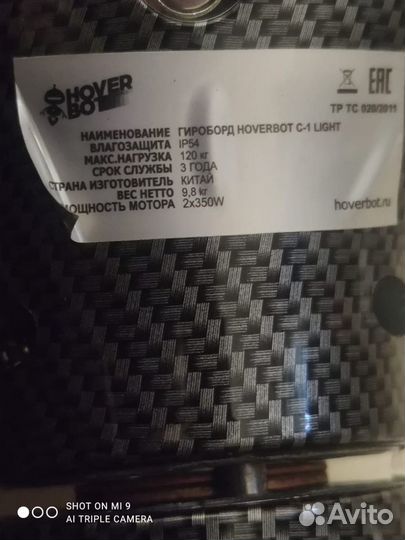 HOVER
BOT
EAC
ТР ТС 020/2011
НАИМЕНОВАНИЕ ГИРОБОРД HOVERBOT C-1 LIGHT
ВЛАГОЗАЩИТА IP54
МАКС.НАГРУЗКА 120 кг
СРОК СЛУЖБЫ 3 ГОДА
СТРАНА ИЗГОТОВИТЕЛЬ КИТАЙ
ВЕС НЕТТО 9,8 кг
МОЩНОСТЬ МОТОРА 2x350W
hoverbot.ru
SHOT ON MI 9
AI TRIPLE CAMERA
Avito